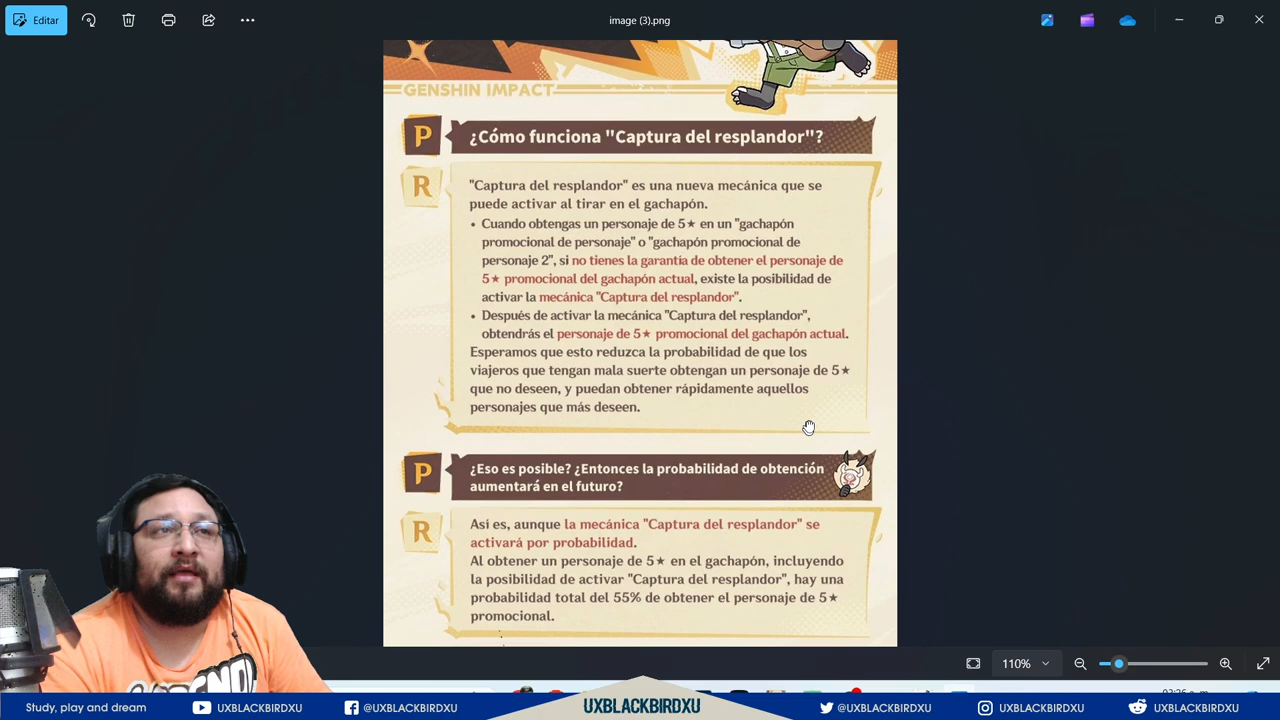 Editar
image (3).png
GENSHIN IMPACT
P
¿Cómo funciona "Captura del resplandor"?
R
"Captura del resplandor" es una nueva mecánica que se
puede activar al tirar en el gachapón.
• Cuando obtengas un personaje de 5★ en un "gachapón
promocional de personaje" o "gachapón promocional de
personaje 2", si no tienes la garantía de obtener el personaje de
5★ promocional del gachapón actual, existe la posibilidad de
activar la mecánica "Captura del resplandor".
• Después de activar la mecánica "Captura del resplandor",
obtendrás el personaje de 5★ promocional del gachapón actual.
Esperamos que esto reduzca la probabilidad de que los
viajeros que tengan mala suerte obtengan un personaje de 5★
que no deseen, y puedan obtener rápidamente aquellos
personajes que más deseen.
P
¿Eso es posible? ¿Entonces la probabilidad de obtención
aumentará en el futuro?
R
Así es, aunque la mecánica "Captura del resplandor" se
activará por probabilidad.
Al obtener un personaje de 5★ en el gachapón, incluyendo
la posibilidad de activar "Captura del resplandor", hay una
probabilidad total del 55% de obtener el personaje de 5★
promocional.
110%
Study, play and dream
UXBLACKBIRDXU
@UXBLACKBIRDXU
UXBLACKBIRDXU
@UXBLACKBIRDXU
UXBLACKBIRDXU
UXBLACKBIRDXU